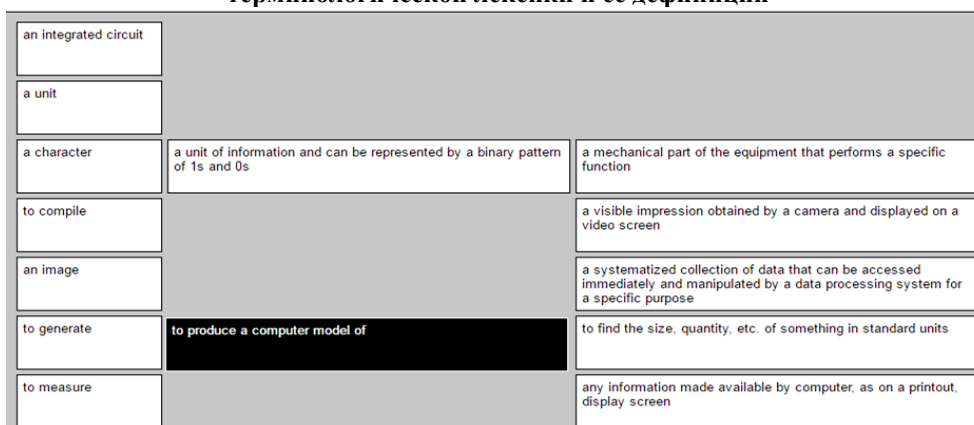 терминологической лексики и ее дефиниций
an integrated circuit
a unit
a character
a unit of information and can be represented by a binary pattern
of 1s and 0s
a mechanical part of the equipment that performs a specific
function
to compile
a visible impression obtained by a camera and displayed on a
video screen
an image
a systematized collection of data that can be accessed
immediately and manipulated by a data processing system for
a specific purpose
to generate
to produce a computer model of
to find the size, quantity, etc. of something in standard units
to measure
any information made available by computer, as on a printout,
display screen